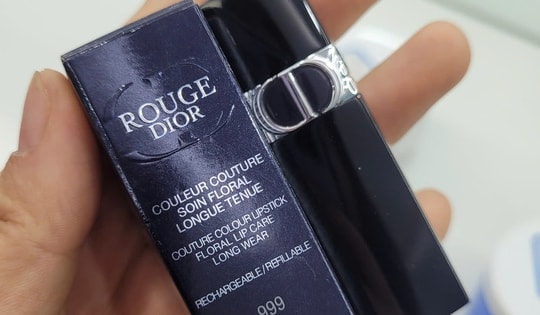 ROUGE
DIOR
COULEUR COUTURE
SOIN FLORAL
LONGUE TENUE
COUTURE COLOUR LIPSTICK
FLORAL LIP CARE
LONG WEAR
RECHARGEABLE/REFILLABLE
999